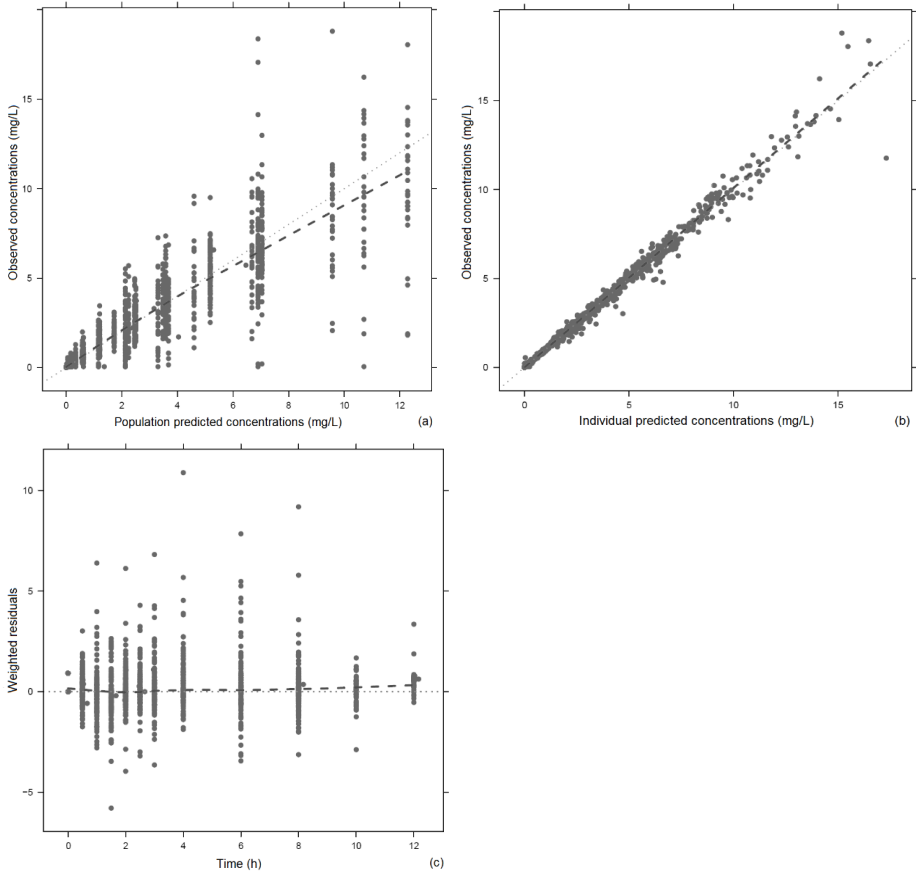 Observed concentrations (mg/L)
15
10
5
0
0 2 4 6 8 10 12
Population predicted concentrations (mg/L)
(a)
Observed concentrations (mg/L)
15
10
5
0
0 5 10 15
Individual predicted concentrations (mg/L)
(b)
Weighted residuals
10
5
0
−5
0 2 4 6 8 10 12
Time (h)
(c)